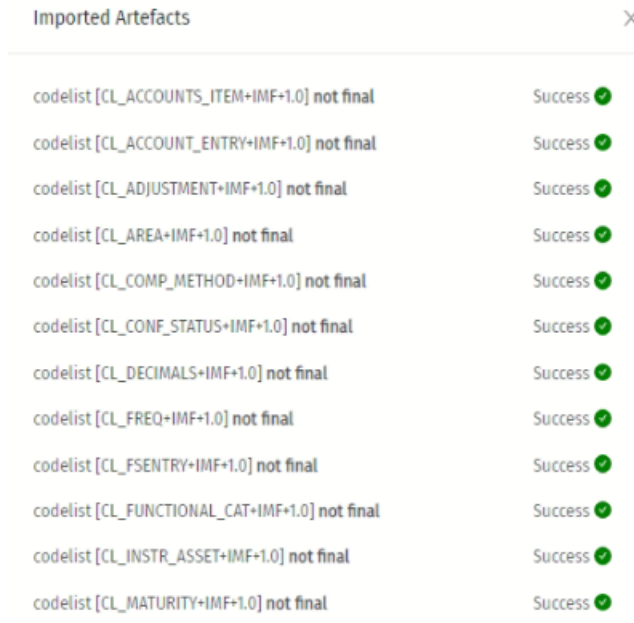 Imported Artefacts
codelist [CL_ACCOUNTS_ITEM+IMF+1.0] not final Success
codelist [CL_ACCOUNT_ENTRY+IMF+1.0] not final Success
codelist [CL_ADJUSTMENT+IMF+1.0] not final Success
codelist [CL_AREA+IMF+1.0] not final Success
codelist [CL_COMP_METHOD+IMF+1.0] not final Success
codelist [CL_CONF_STATUS+IMF+1.0] not final Success
codelist [CL_DECIMALS+IMF+1.0] not final Success
codelist [CL_FREQ+IMF+1.0] not final Success
codelist [CL_FSENTRY+IMF+1.0] not final Success
codelist [CL_FUNCTIONAL_CAT+IMF+1.0] not final Success
codelist [CL_INSTR_ASSET+IMF+1.0] not final Success
codelist [CL_MATURITY+IMF+1.0] not final Success